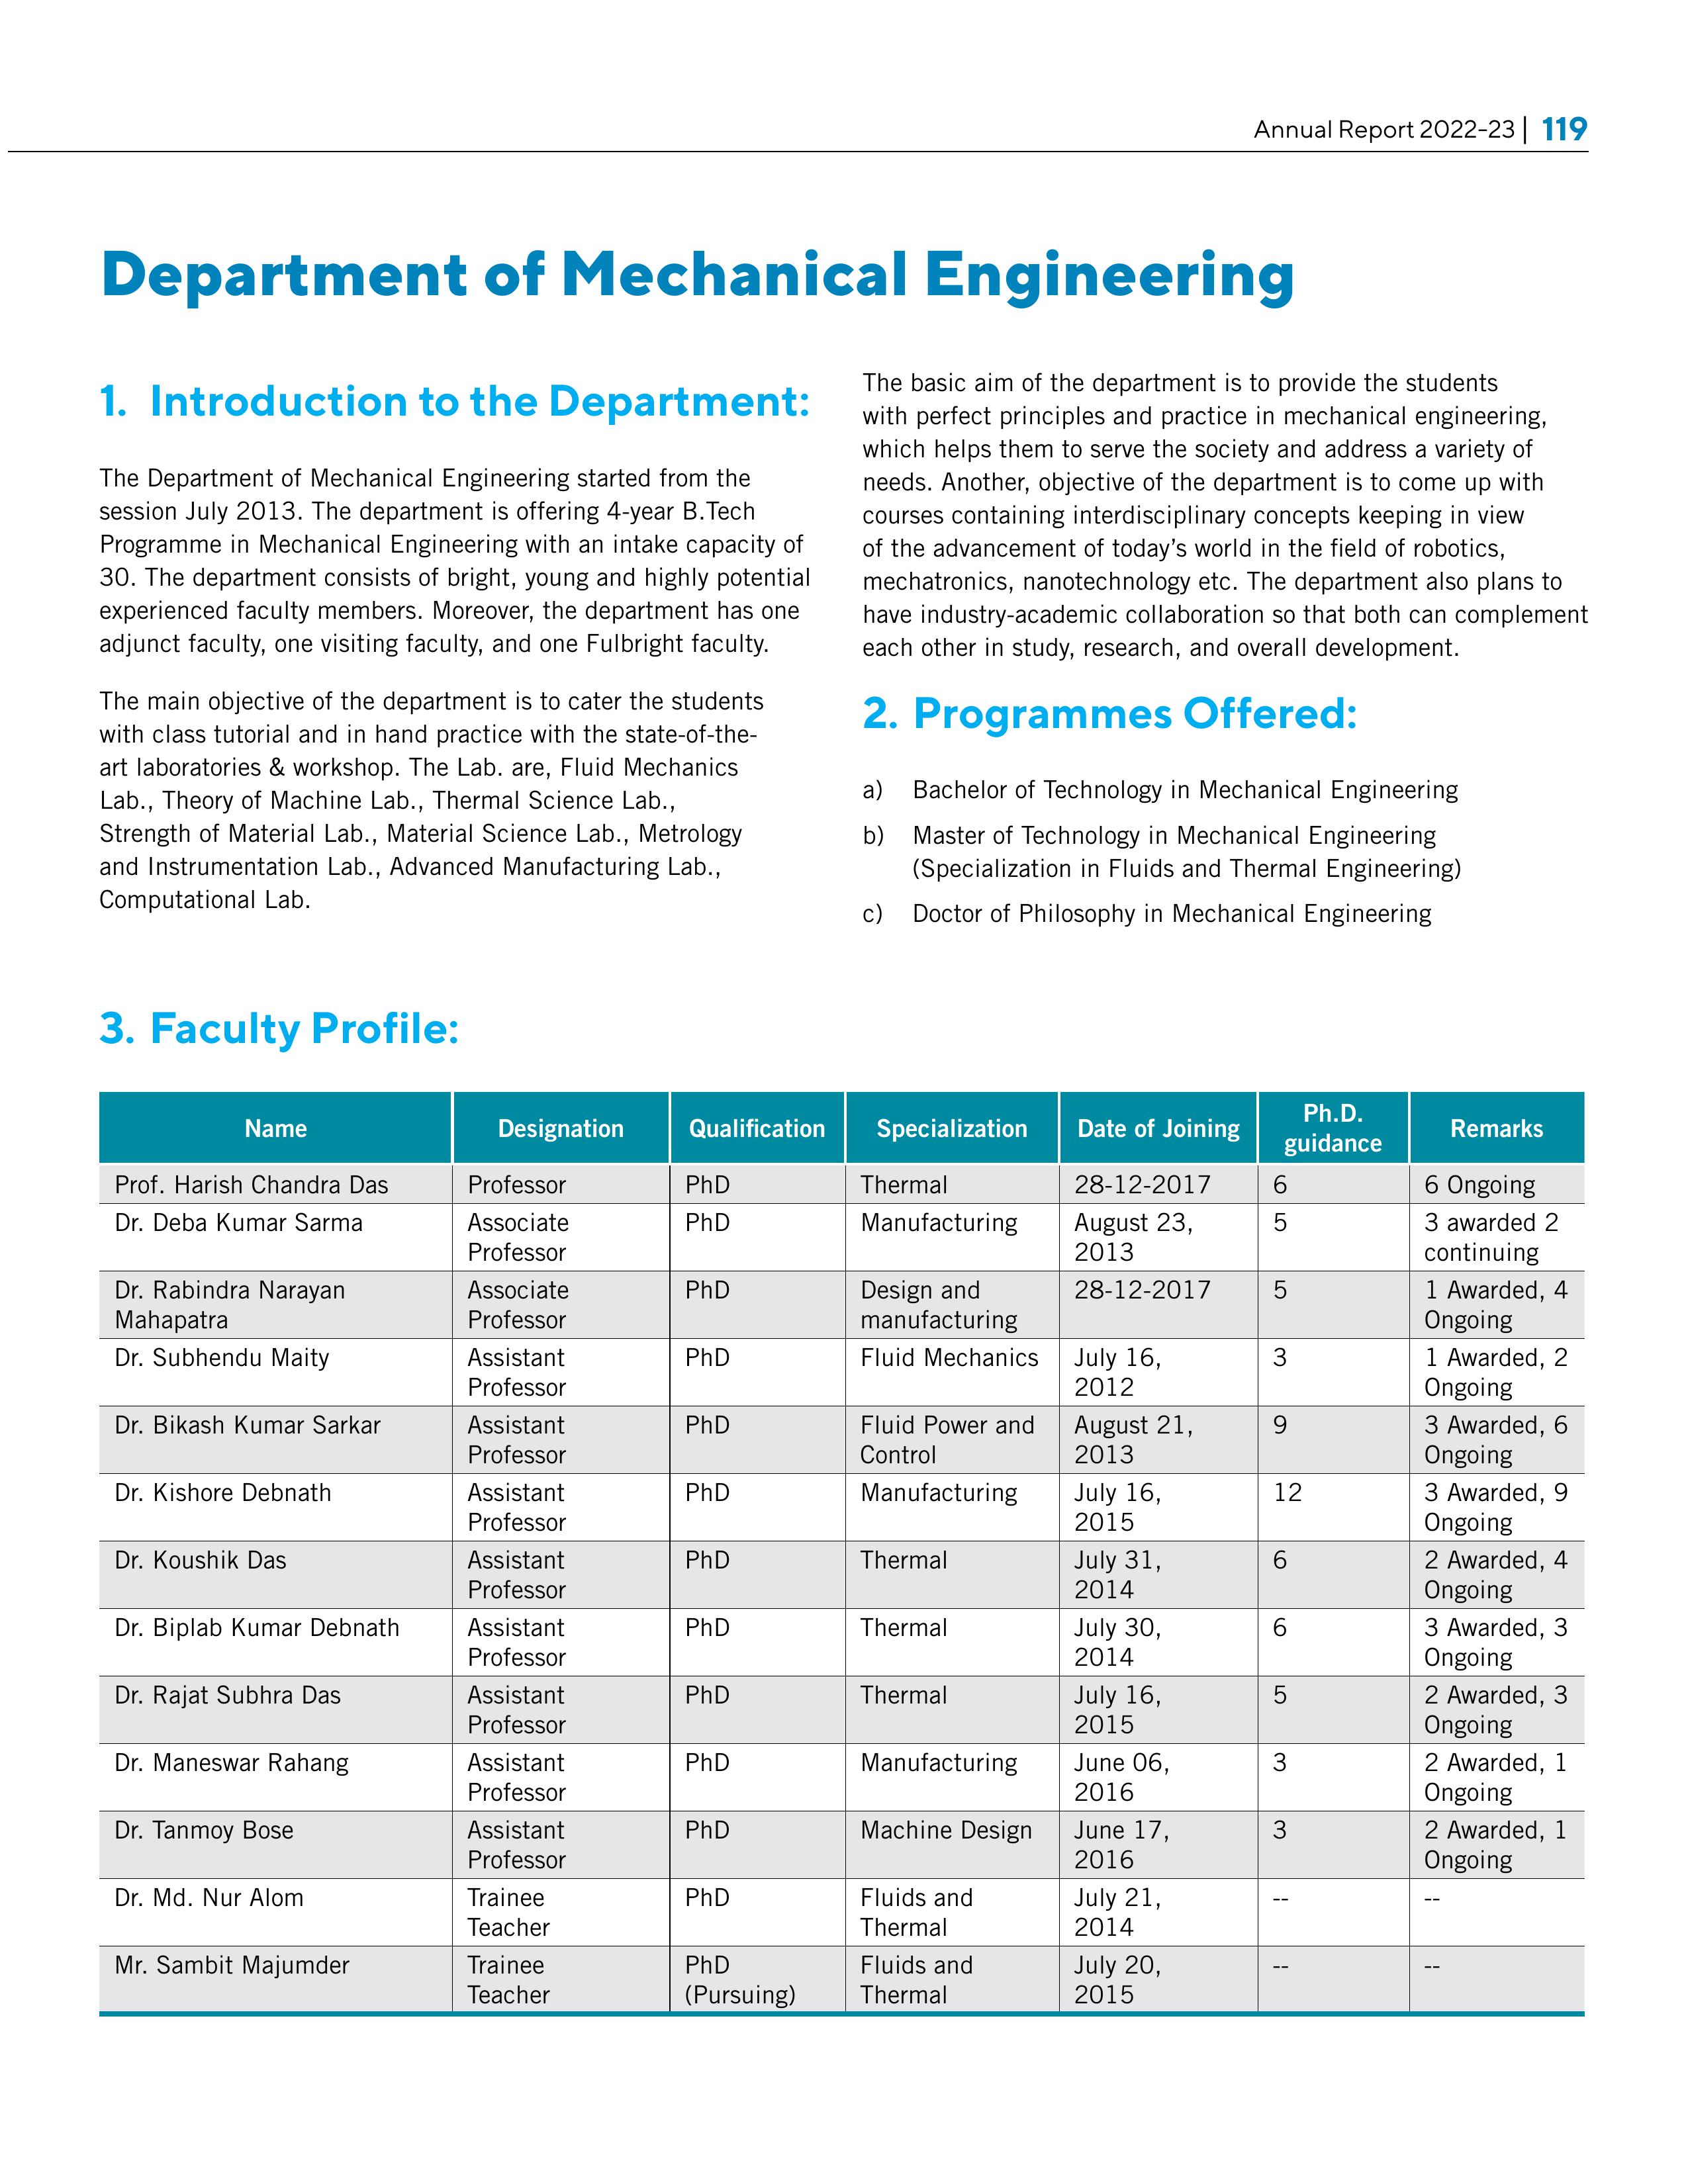 Annual Report 2022-23 | 119
Department of Mechanical Engineering
1. Introduction to the Department:
The Department of Mechanical Engineering started from the
session July 2013. The department is offering 4-year B.Tech
Programme in Mechanical Engineering with an intake capacity of
30. The department consists of bright, young and highly potential
experienced faculty members. Moreover, the department has one
adjunct faculty, one visiting faculty, and one Fulbright faculty.
The main objective of the department is to cater the students
with class tutorial and in hand practice with the state-of-the-
art laboratories & workshop. The Lab. are, Fluid Mechanics
Lab., Theory of Machine Lab., Thermal Science Lab.,
Strength of Material Lab., Material Science Lab., Metrology
and Instrumentation Lab., Advanced Manufacturing Lab.,
Computational Lab.
The basic aim of the department is to provide the students
with perfect principles and practice in mechanical engineering,
which helps them to serve the society and address a variety of
needs. Another, objective of the department is to come up with
courses containing interdisciplinary concepts keeping in view
of the advancement of today's world in the field of robotics,
mechatronics, nanotechnology etc. The department also plans to
have industry-academic collaboration so that both can complement
each other in study, research, and overall development.
2. Programmes Offered:
a) Bachelor of Technology in Mechanical Engineering
b) Master of Technology in Mechanical Engineering
(Specialization in Fluids and Thermal Engineering)
c) Doctor of Philosophy in Mechanical Engineering
3. Faculty Profile:
Name Designation Qualification Specialization Date of Joining Ph.D. guidance Remarks
Prof. Harish Chandra Das Professor PhD Thermal 28-12-2017 6 6 Ongoing
Dr. Deba Kumar Sarma Associate Professor PhD Manufacturing August 23, 2013 5 3 awarded 2 continuing
Dr. Rabindra Narayan Mahapatra Associate Professor PhD Design and manufacturing 28-12-2017 5 1 Awarded, 4 Ongoing
Dr. Subhendu Maity Assistant Professor PhD Fluid Mechanics July 16, 2012 3 1 Awarded, 2 Ongoing
Dr. Bikash Kumar Sarkar Assistant Professor PhD Fluid Power and Control August 21, 2013 9 3 Awarded, 6 Ongoing
Dr. Kishore Debnath Assistant Professor PhD Manufacturing July 16, 2015 12 3 Awarded, 9 Ongoing
Dr. Koushik Das Assistant Professor PhD Thermal July 31, 2014 6 2 Awarded, 4 Ongoing
Dr. Biplab Kumar Debnath Assistant Professor PhD Thermal July 30, 2014 6 3 Awarded, 3 Ongoing
Dr. Rajat Subhra Das Assistant Professor PhD Thermal July 16, 2015 5 2 Awarded, 3 Ongoing
Dr. Maneswar Rahang Assistant Professor PhD Manufacturing June 06, 2016 3 2 Awarded, 1 Ongoing
Dr. Tanmoy Bose Assistant Professor PhD Machine Design June 17, 2016 3 2 Awarded, 1 Ongoing
Dr. Md. Nur Alom Trainee Teacher PhD Fluids and Thermal July 21, 2014 -- --
Mr. Sambit Majumder Trainee Teacher PhD (Pursuing) Fluids and Thermal July 20, 2015 -- --